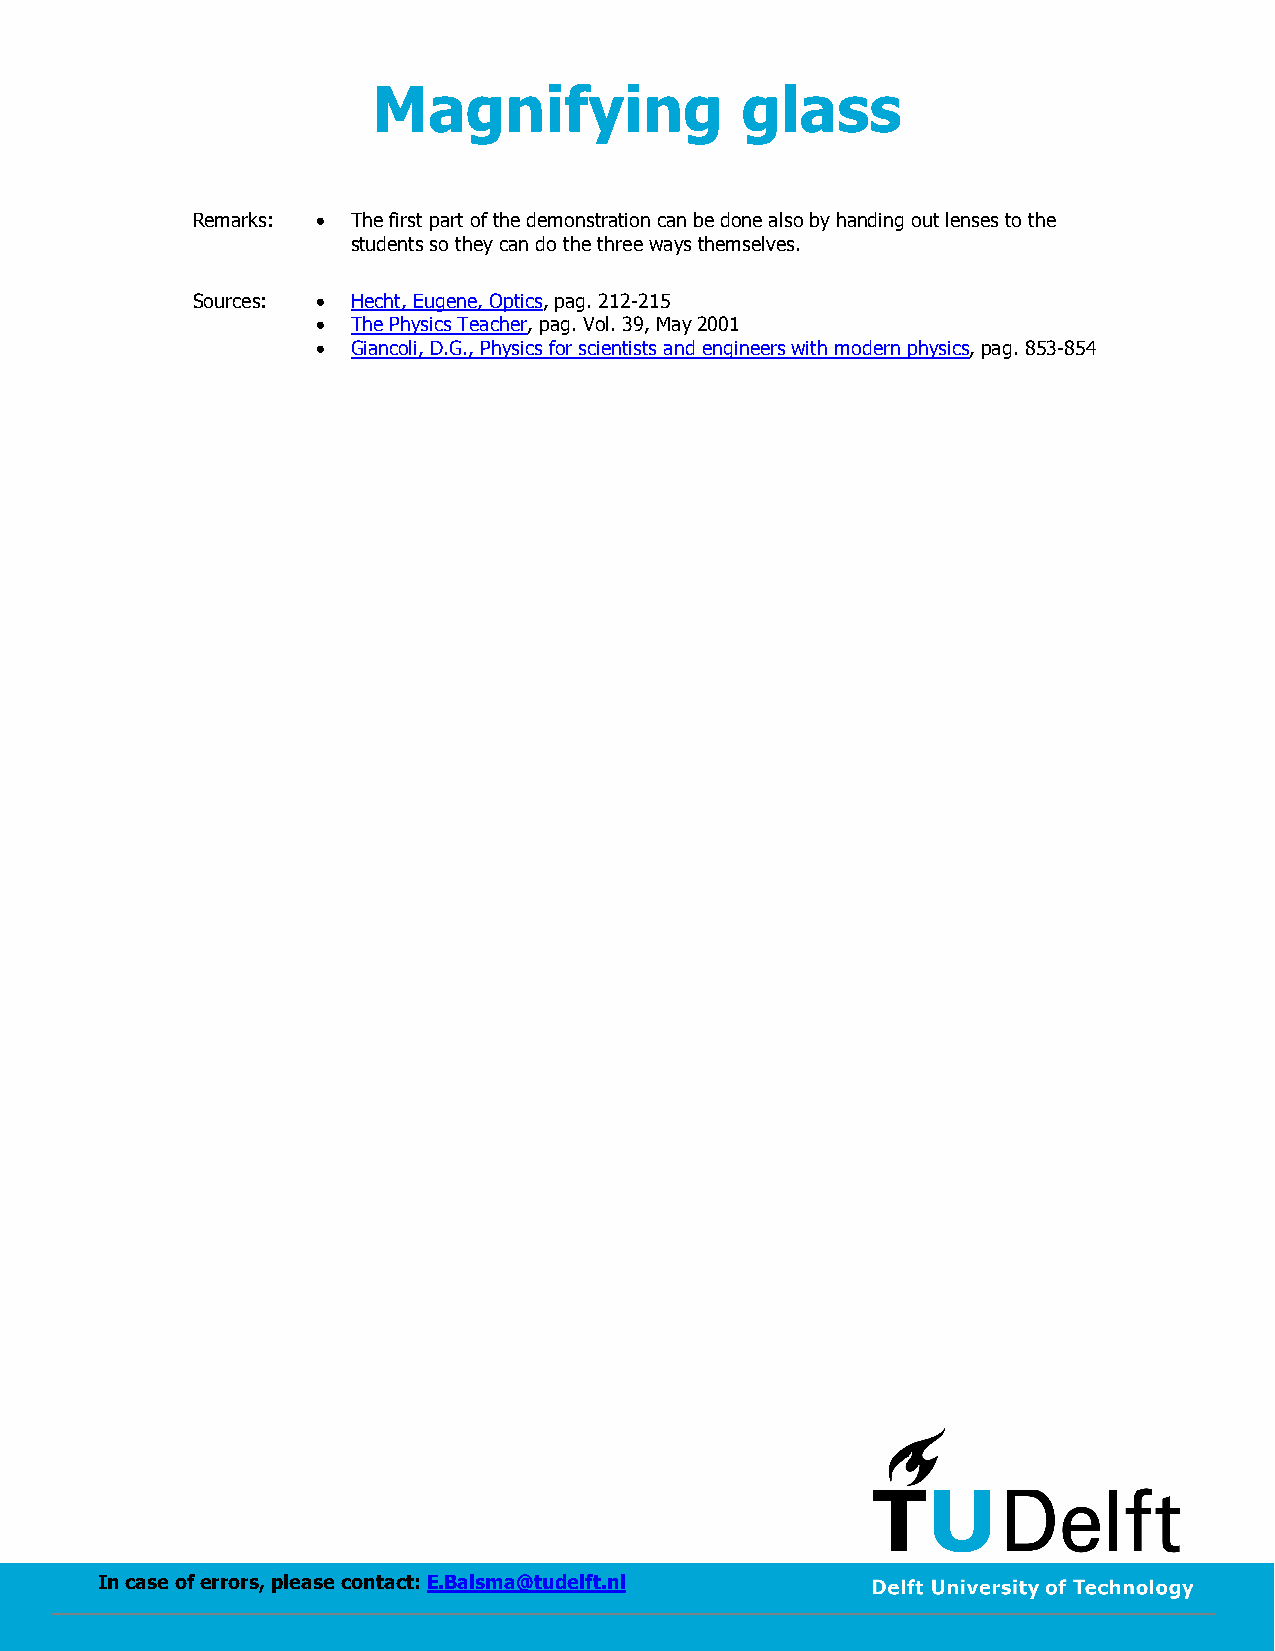 Magnifying glass
Remarks: • The first part of the demonstration can be done also by handing out lenses to the
students so they can do the three ways themselves.
Sources: • Hecht, Eugene, Optics, pag. 212-215
• The Physics Teacher, pag. Vol. 39, May 2001
• Giancoli, D.G., Physics for scientists and engineers with modern physics, pag. 853-854
TUDelft
In case of errors, please contact: E.Balsma@tudelft.nl
Delft University of Technology